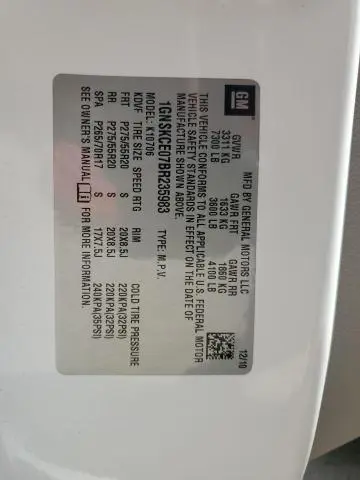 GM
MFD BY GENERAL MOTORS LLC 12/10
GVWR GAWR FRT GAWR RR
3311 KG 1633 KG 1860 KG
7300 LB 3600 LB 4100 LB
THIS VEHICLE CONFORMS TO ALL APPLICABLE U.S. FEDERAL MOTOR
VEHICLE SAFETY STANDARDS IN EFFECT ON THE DATE OF
MANUFACTURE SHOWN ABOVE.
1GNSKCE07BR235983 TYPE: M.P.V.
MODEL: K10706
KDVF TIRE SIZE SPEED RTG RIM COLD TIRE PRESSURE
FRT P275/55R20 S 20X8.5J 220KPA(32PSI)
RR P275/55R20 S 20X8.5J 220KPA(32PSI)
SPA P265/70R17 S 17X7.5J 240KPA(35PSI)
SEE OWNER'S MANUAL FOR MORE INFORMATION.